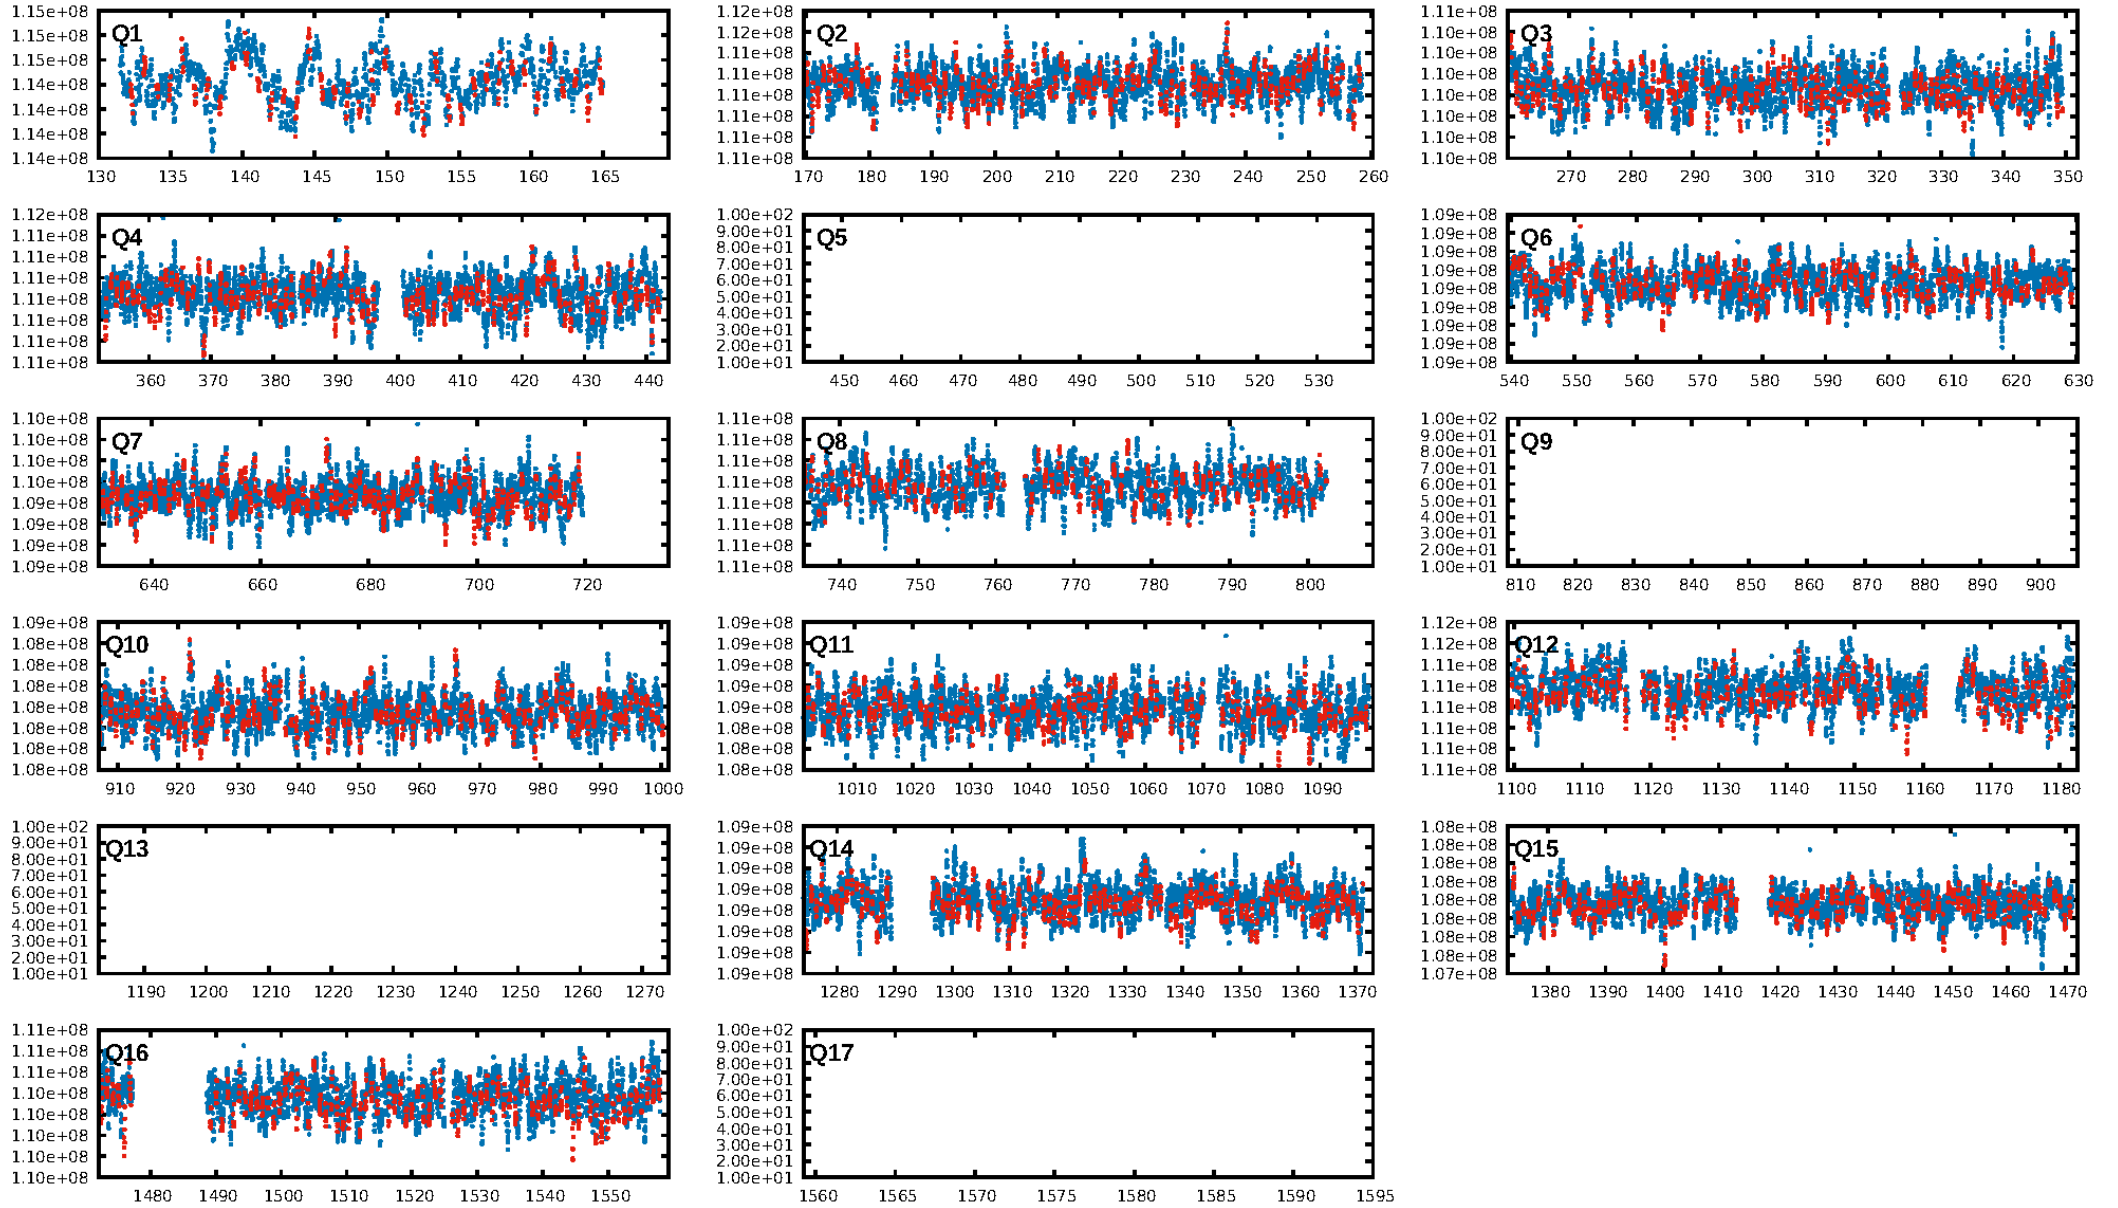 1.15e+08 1.15e+08 1.15e+08 1.14e+08 1.14e+08 1.14e+08 1.14e+08
Q1
130 135 140 145 150 155 160 165
1.12e+08 1.12e+08 1.11e+08 1.11e+08 1.11e+08 1.11e+08 1.11e+08 1.11e+08
Q2
170 180 190 200 210 220 230 240 250 260
1.11e+08 1.10e+08 1.10e+08 1.10e+08 1.10e+08 1.10e+08 1.10e+08 1.10e+08
Q3
270 280 290 300 310 320 330 340 350
1.12e+08 1.11e+08 1.11e+08 1.11e+08 1.11e+08 1.11e+08 1.11e+08 1.11e+08
Q4
360 370 380 390 400 410 420 430 440
1.00e+02 9.00e+01 8.00e+01 7.00e+01 6.00e+01 5.00e+01 4.00e+01 3.00e+01 2.00e+01 1.00e+01
Q5
450 460 470 480 490 500 510 520 530
1.09e+08 1.09e+08 1.09e+08 1.09e+08 1.09e+08 1.09e+08 1.09e+08 1.09e+08 1.09e+08
Q6
540 550 560 570 580 590 600 610 620 630
1.10e+08 1.10e+08 1.10e+08 1.10e+08 1.09e+08 1.09e+08 1.09e+08 1.09e+08
Q7
640 660 680 700 720
1.11e+08 1.11e+08 1.11e+08 1.11e+08 1.11e+08 1.11e+08 1.11e+08 1.11e+08
Q8
740 750 760 770 780 790 800
1.00e+02 9.00e+01 8.00e+01 7.00e+01 6.00e+01 5.00e+01 4.00e+01 3.00e+01 2.00e+01 1.00e+01
Q9
810 820 830 840 850 860 870 880 890 900
1.09e+08 1.08e+08 1.08e+08 1.08e+08 1.08e+08 1.08e+08 1.08e+08 1.08e+08
Q10
910 920 930 940 950 960 970 980 990 1000
1.09e+08 1.09e+08 1.09e+08 1.09e+08 1.09e+08 1.08e+08 1.08e+08 1.08e+08
Q11
1010 1020 1030 1040 1050 1060 1070 1080 1090
1.12e+08 1.12e+08 1.11e+08 1.11e+08 1.11e+08 1.11e+08 1.11e+08 1.11e+08
Q12
1100 1110 1120 1130 1140 1150 1160 1170 1180
1.00e+02 9.00e+01 8.00e+01 7.00e+01 6.00e+01 5.00e+01 4.00e+01 3.00e+01 2.00e+01 1.00e+01
Q13
1190 1200 1210 1220 1230 1240 1250 1260 1270
1.09e+08 1.09e+08 1.09e+08 1.09e+08 1.09e+08 1.09e+08 1.09e+08 1.09e+08
Q14
1280 1290 1300 1310 1320 1330 1340 1350 1360 1370
1.08e+08 1.08e+08 1.08e+08 1.08e+08 1.08e+08 1.08e+08 1.08e+08 1.08e+08 1.07e+08
Q15
1380 1390 1400 1410 1420 1430 1440 1450 1460 1470
1.11e+08 1.11e+08 1.11e+08 1.10e+08 1.10e+08 1.10e+08 1.10e+08 1.10e+08
Q16
1480 1490 1500 1510 1520 1530 1540 1550
1.00e+02 9.00e+01 8.00e+01 7.00e+01 6.00e+01 5.00e+01 4.00e+01 3.00e+01 2.00e+01 1.00e+01
Q17
1560 1565 1570 1575 1580 1585 1590 1595